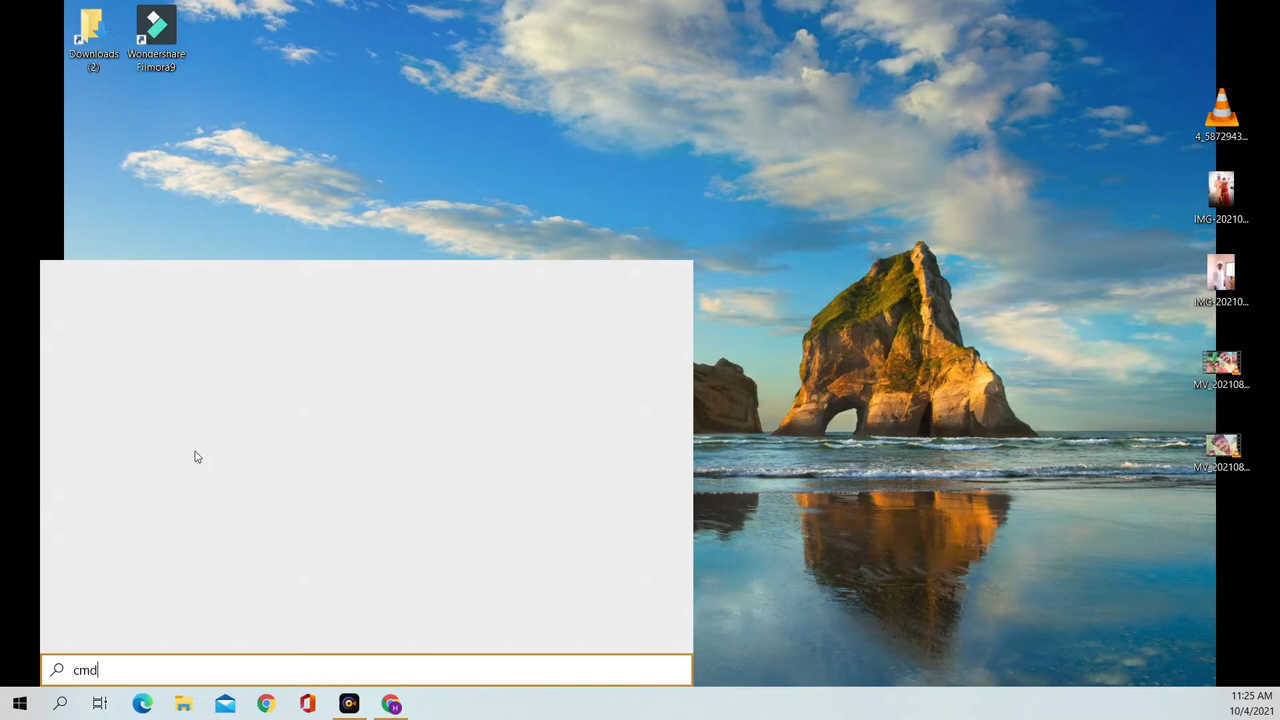 Downloads
(2)
Wondershare
Filmora9
4_5872943...
IMG-20210...
IMG-20210...
MV_202108...
MV_202108...
cmd
H
11:25 AM
10/4/2021